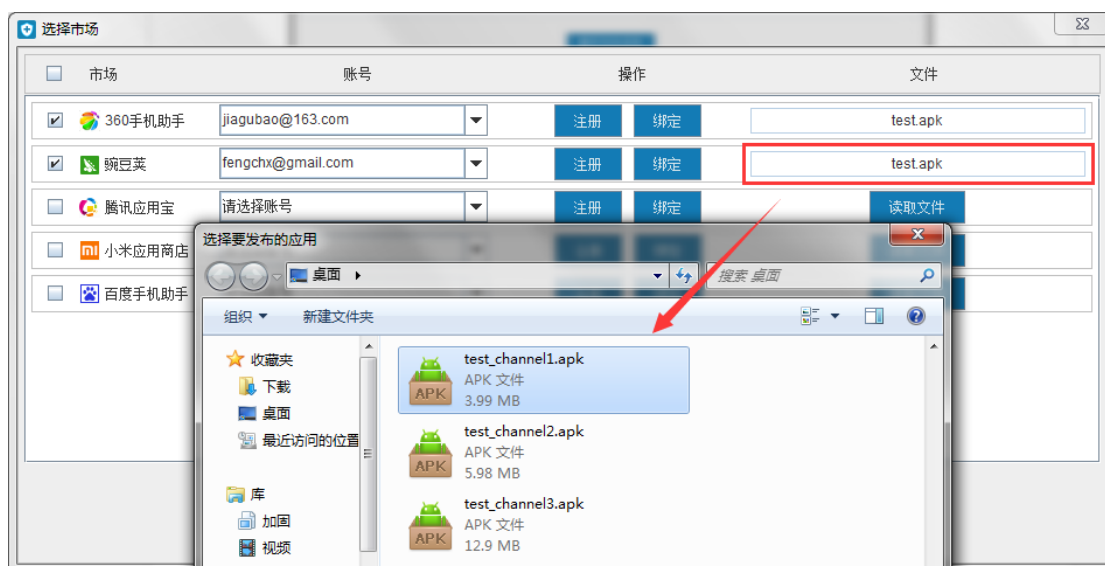 选择市场
市场 账号 操作 文件
360手机助手 jiagubao@163.com 注册 绑定 test.apk
豌豆荚 fengchx@gmail.com 注册 绑定 test.apk
腾讯应用宝 请选择账号 注册 绑定 读取文件
小米应用商店
百度手机助手
选择要发布的应用
桌面 搜索 桌面
组织 新建文件夹
收藏夹
下载
桌面
最近访问的位置
库
加固
视频
test_channel1.apk
APK 文件
3.99 MB
APK
test_channel2.apk
APK 文件
5.98 MB
APK
test_channel3.apk
APK 文件
12.9 MB
APK